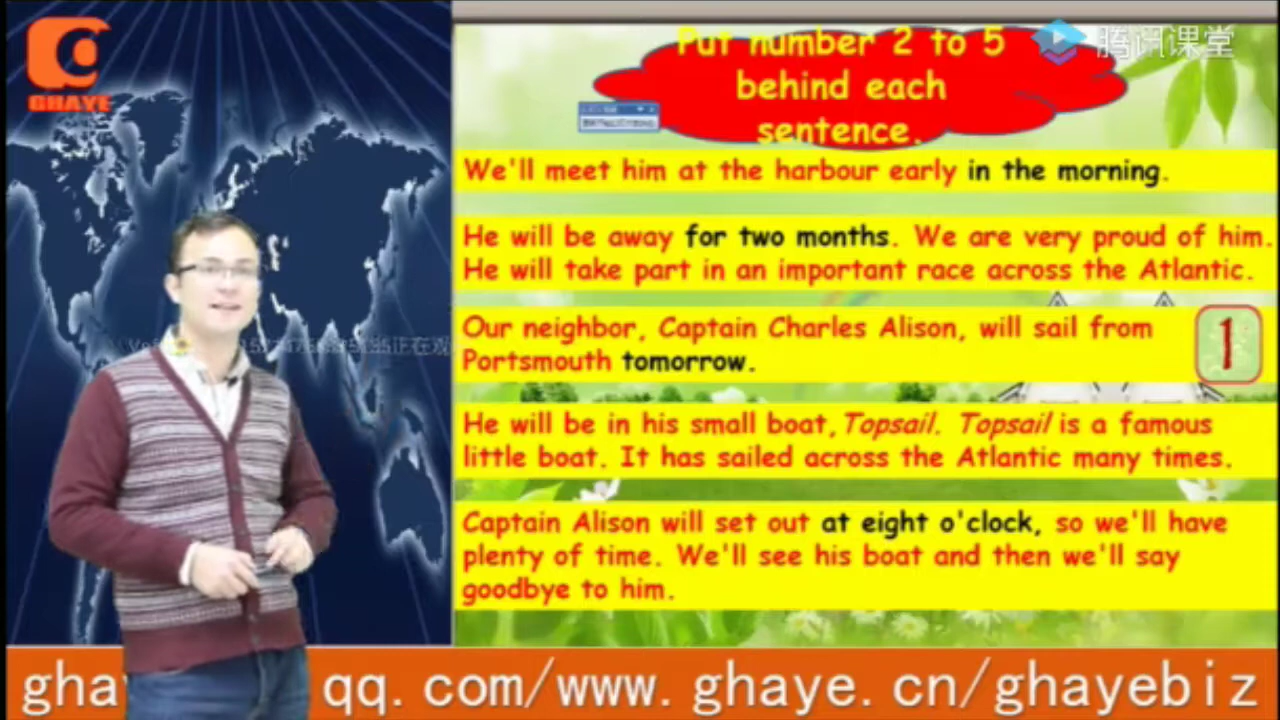 GHAYE
腾讯课堂
Put number 2 to 5
behind each
sentence.
We'll meet him at the harbour early in the morning.
He will be away for two months. We are very proud of him.
He will take part in an important race across the Atlantic.
Our neighbor, Captain Charles Alison, will sail from
Portsmouth tomorrow.
1
He will be in his small boat, Topsail. Topsail is a famous
little boat. It has sailed across the Atlantic many times.
Captain Alison will set out at eight o'clock, so we'll have
plenty of time. We'll see his boat and then we'll say
goodbye to him.
qq.com/www.ghaye.cn/ghayebiz